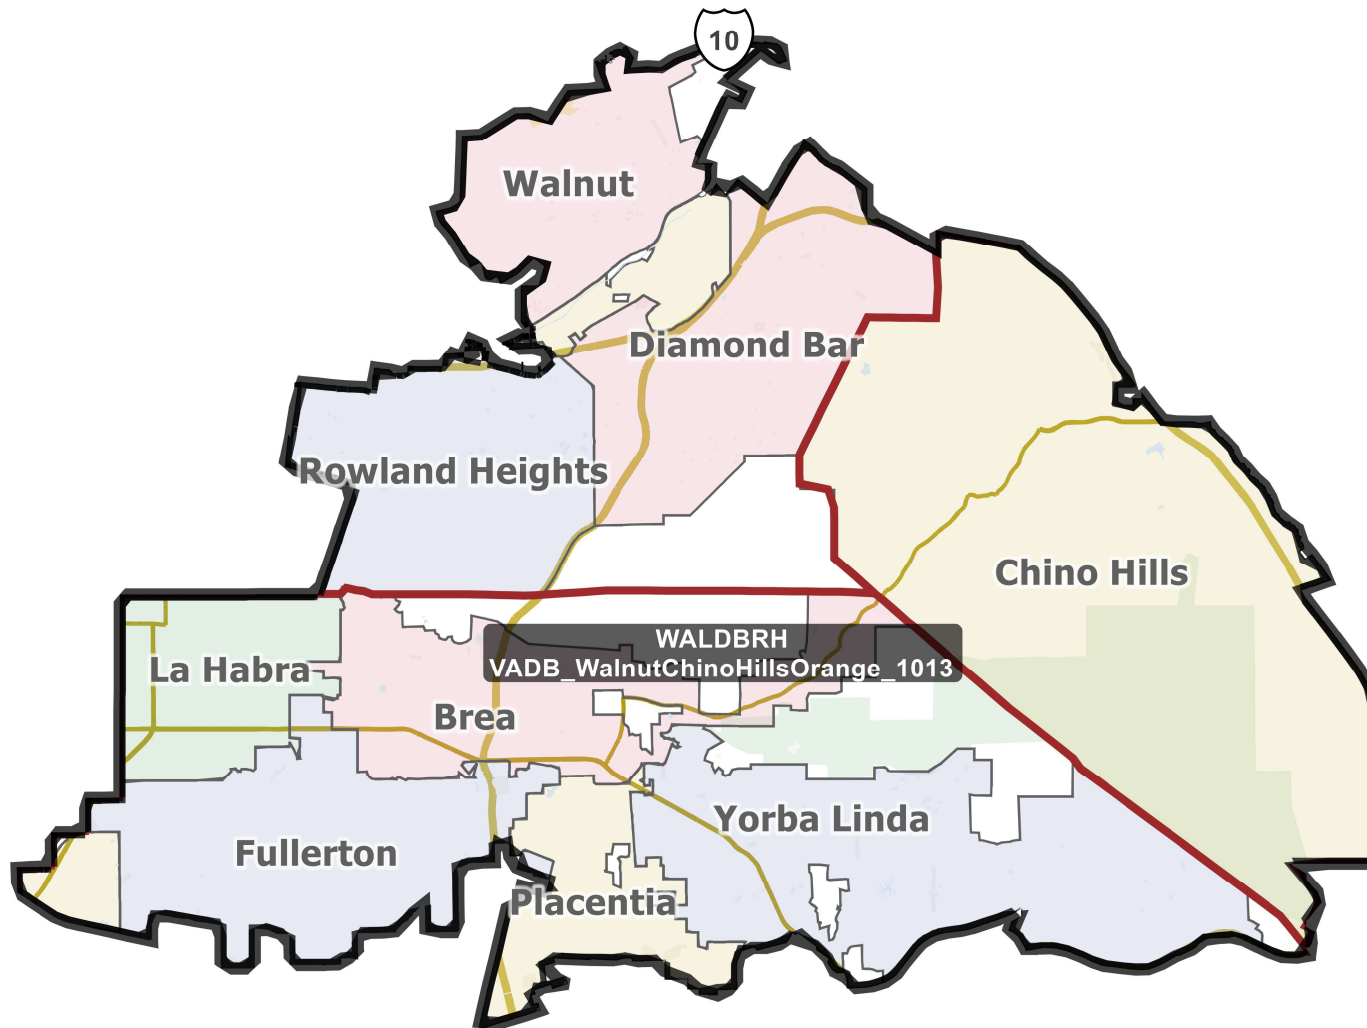 10
Walnut
Diamond Bar
Rowland Heights
Chino Hills
WALDBRH
VADB_WalnutChinoHillsOrange_1013
La Habra
Brea
Yorba Linda
Fullerton
Placentia